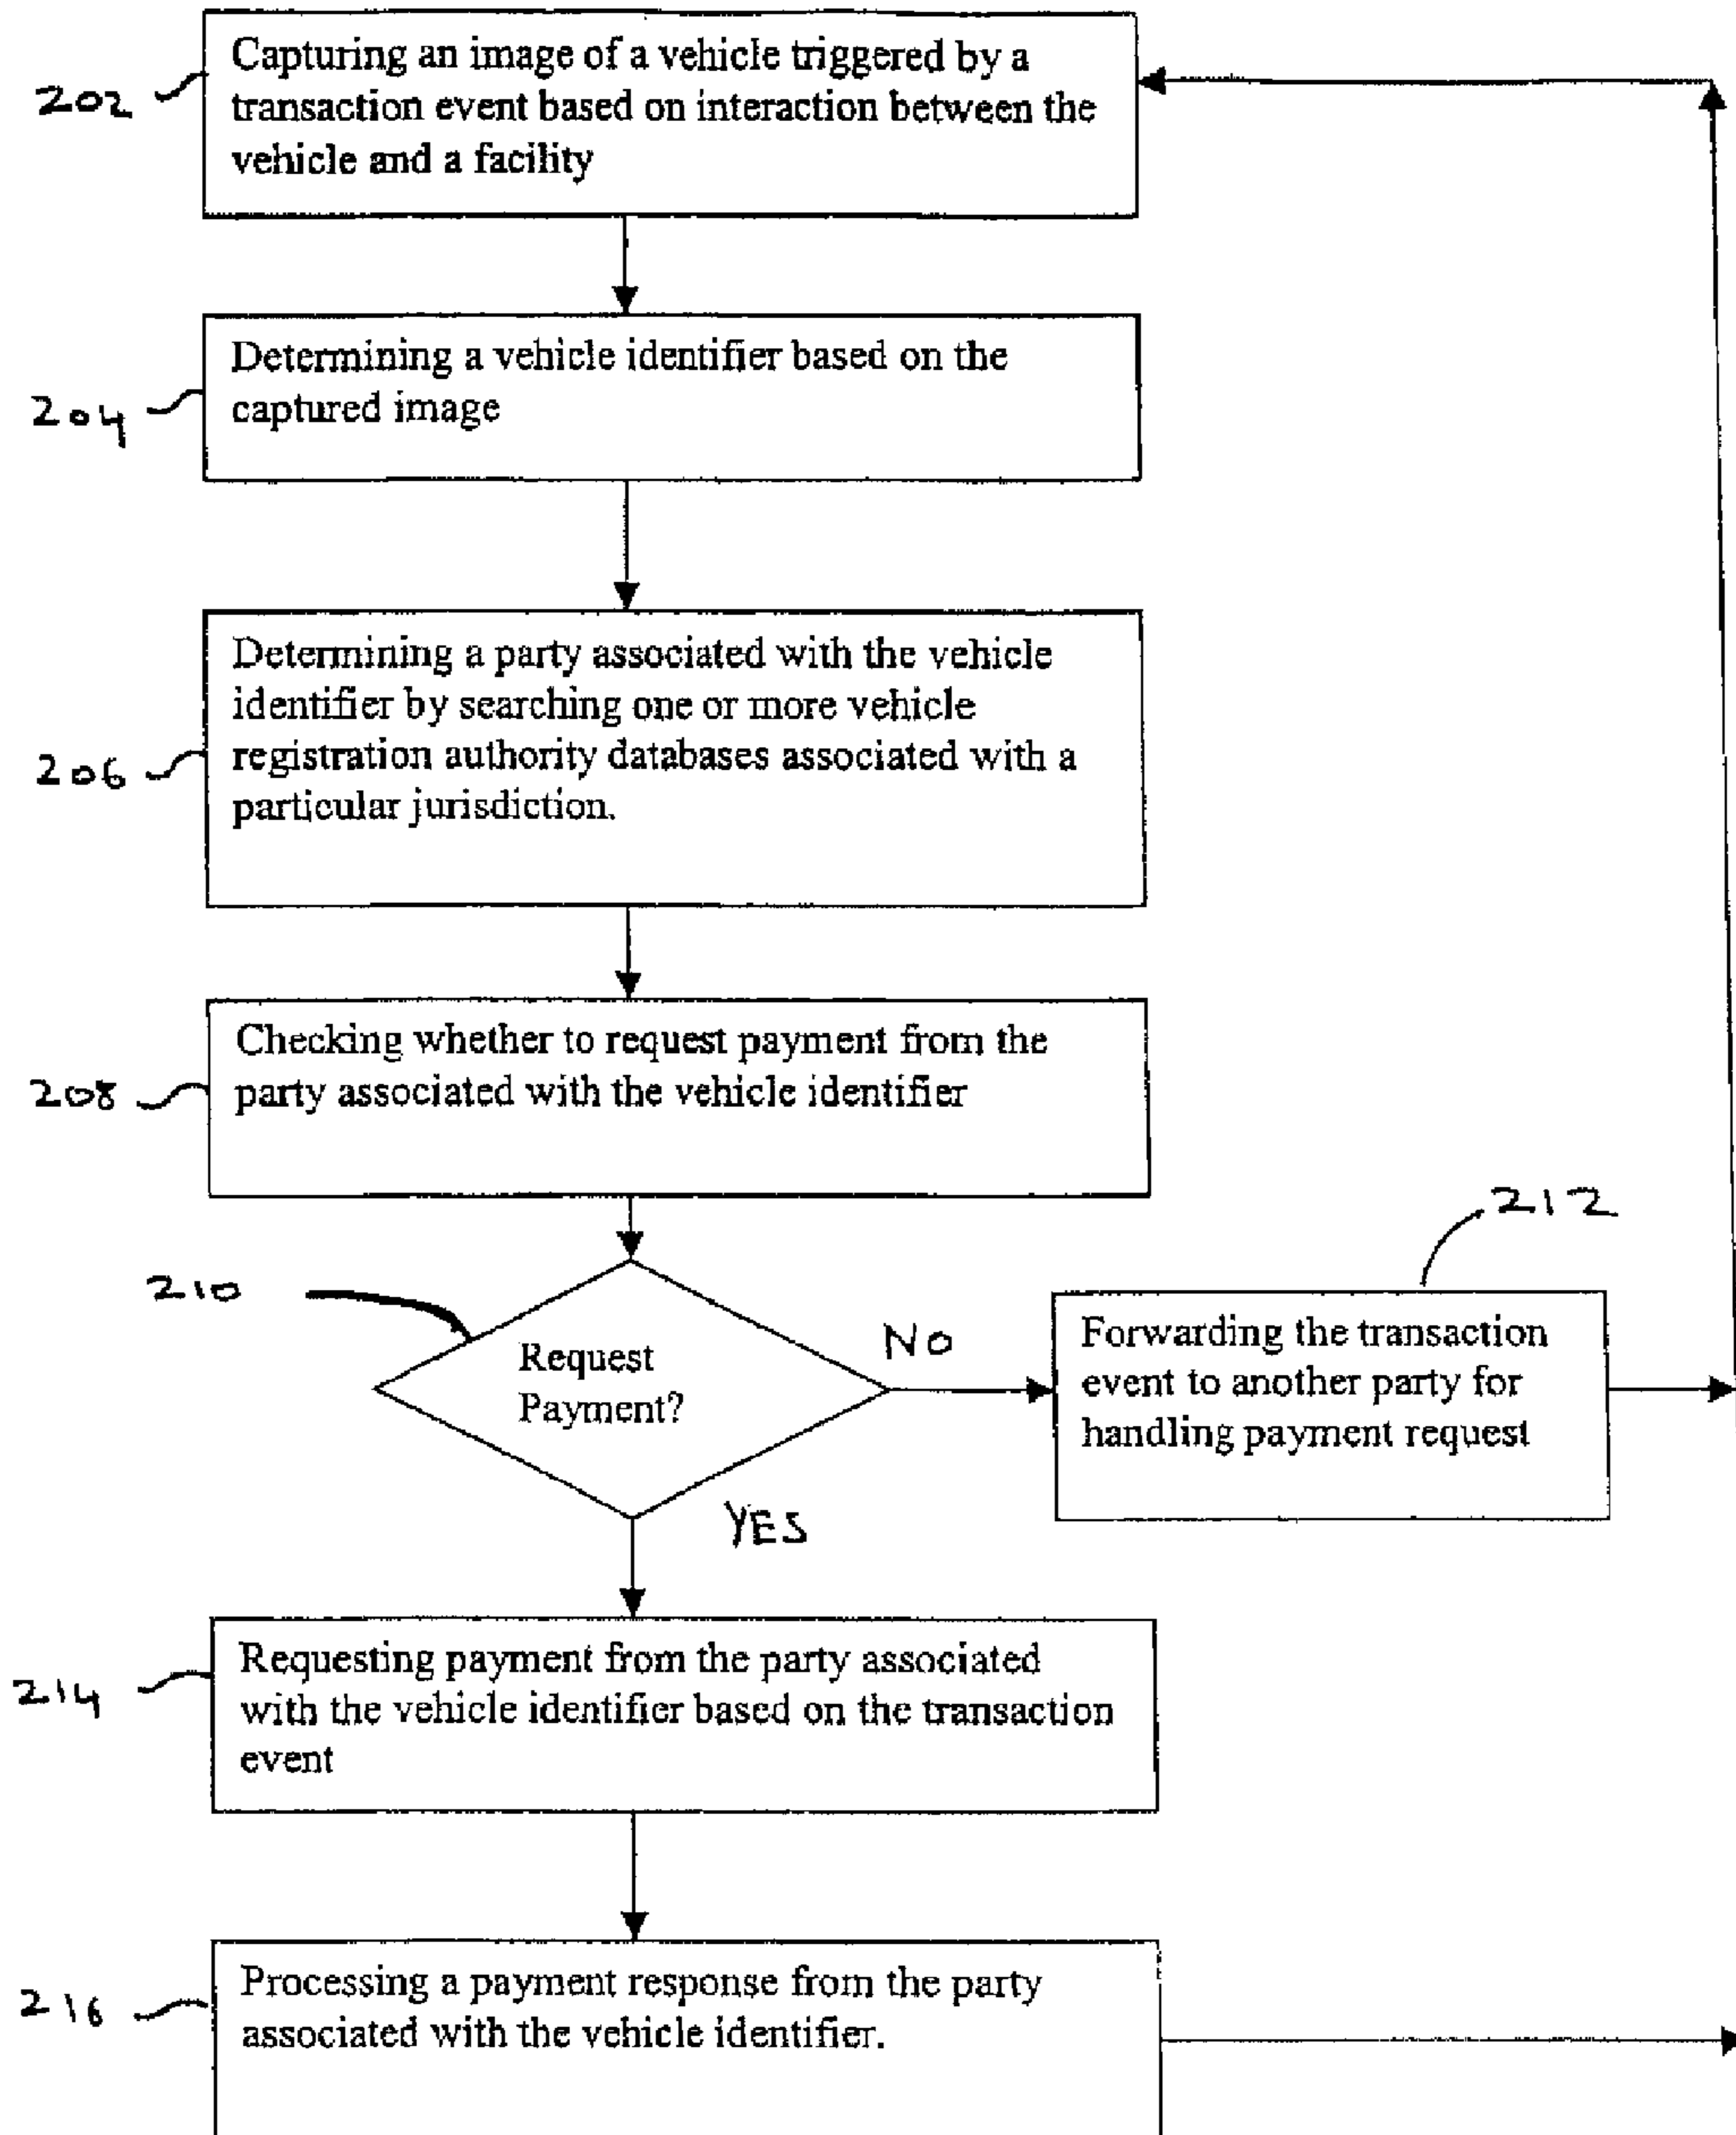 202
Capturing an image of a vehicle triggered by a
transaction event based on interaction between the
vehicle and a facility
204
Determining a vehicle identifier based on the
captured image
206
Determining a party associated with the vehicle
identifier by searching one or more vehicle
registration authority databases associated with a
particular jurisdiction.
208
Checking whether to request payment from the
party associated with the vehicle identifier
210
Request
Payment?
NO
YES
212
Forwarding the transaction
event to another party for
handling payment request
214
Requesting payment from the party associated
with the vehicle identifier based on the transaction
event
216
Processing a payment response from the party
associated with the vehicle identifier.